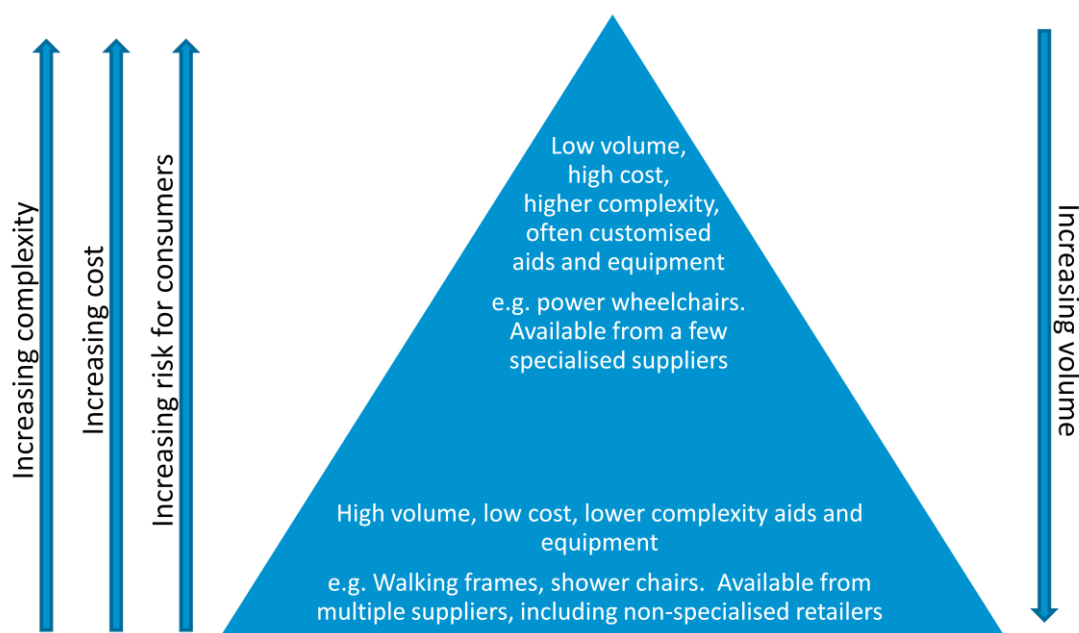 Increasing complexity
Increasing cost
Increasing risk for consumers
Low volume,
high cost,
higher complexity,
often customised
aids and equipment
e.g. power wheelchairs.
Available from a few
specialised suppliers
High volume, low cost, lower complexity aids and
equipment
e.g. Walking frames, shower chairs.  Available from
multiple suppliers, including non-specialised retailers
Increasing volume